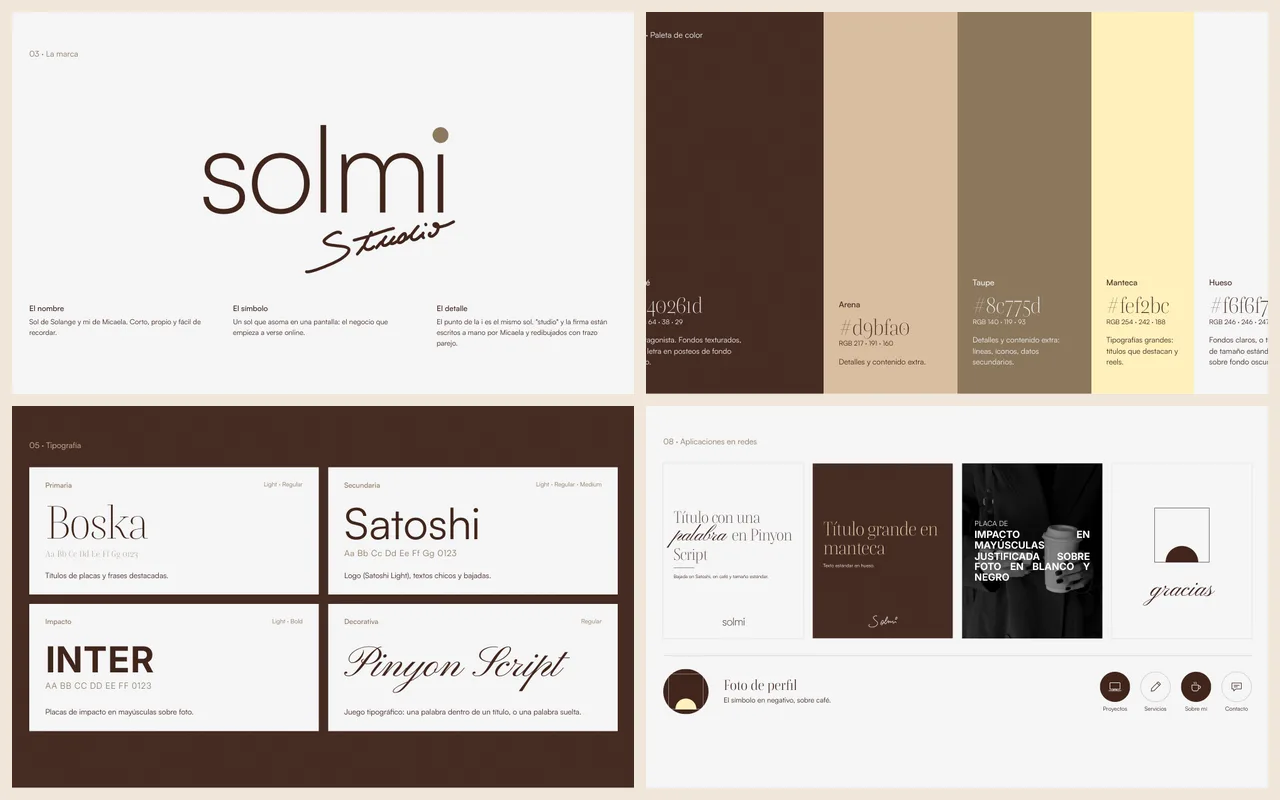 03 · La marca
solmi
Studio
El nombre
Sol de Solange y mi de Micaela. Corto, propio y fácil de
recordar.
El símbolo
Un sol que asoma en una pantalla: el negocio que
empieza a verse online.
El detalle
El punto de la i es el mismo sol. "studio" y la firma están
escritos a mano por Micaela y redibujados con trazo
parejo.
· Paleta de color
é
40261d
64 · 38 · 29
agonista. Fondos texturados,
letra en posteos de fondo
o.
Arena
#d9bfa0
RGB 217 · 191 · 160
Detalles y contenido extra.
Taupe
#8c775d
RGB 140 · 119 · 93
Detalles y contenido extra:
líneas, íconos, datos
secundarios.
Manteca
#fef2bc
RGB 254 · 242 · 188
Tipografías grandes:
títulos que destacan y
reels.
Hueso
#f6f6f7
RGB 246 · 246 · 247
Fondos claros, o t
de tamaño estánd
sobre fondo oscu
05 · Tipografía
Primaria
Light · Regular
Boska
Aa Bb Cc Dd Ee Ff Gg 0123
Títulos de placas y frases destacadas.
Secundaria
Light · Regular · Medium
Satoshi
Aa Bb Cc Dd Ee Ff Gg 0123
Logo (Satoshi Light), textos chicos y bajadas.
Impacto
Light · Bold
INTER
AA BB CC DD EE FF 0123
Placas de impacto en mayúsculas sobre foto.
Decorativa
Regular
Pinyon Script
Juego tipográfico: una palabra dentro de un título, o una palabra suelta.
08 · Aplicaciones en redes
Título con una
palabra en Pinyon
Script
Bajada en Satoshi, en café y tamaño estándar.
solmi
Título grande en
manteca
Texto estándar en hueso.
Solmi
PLACA DE
IMPACTO EN
MAYÚSCULAS
JUSTIFICADA SOBRE
FOTO EN BLANCO Y
NEGRO
gracias
Foto de perfil
El símbolo en negativo, sobre café.
Proyectos
Servicios
Sobre mí
Contacto